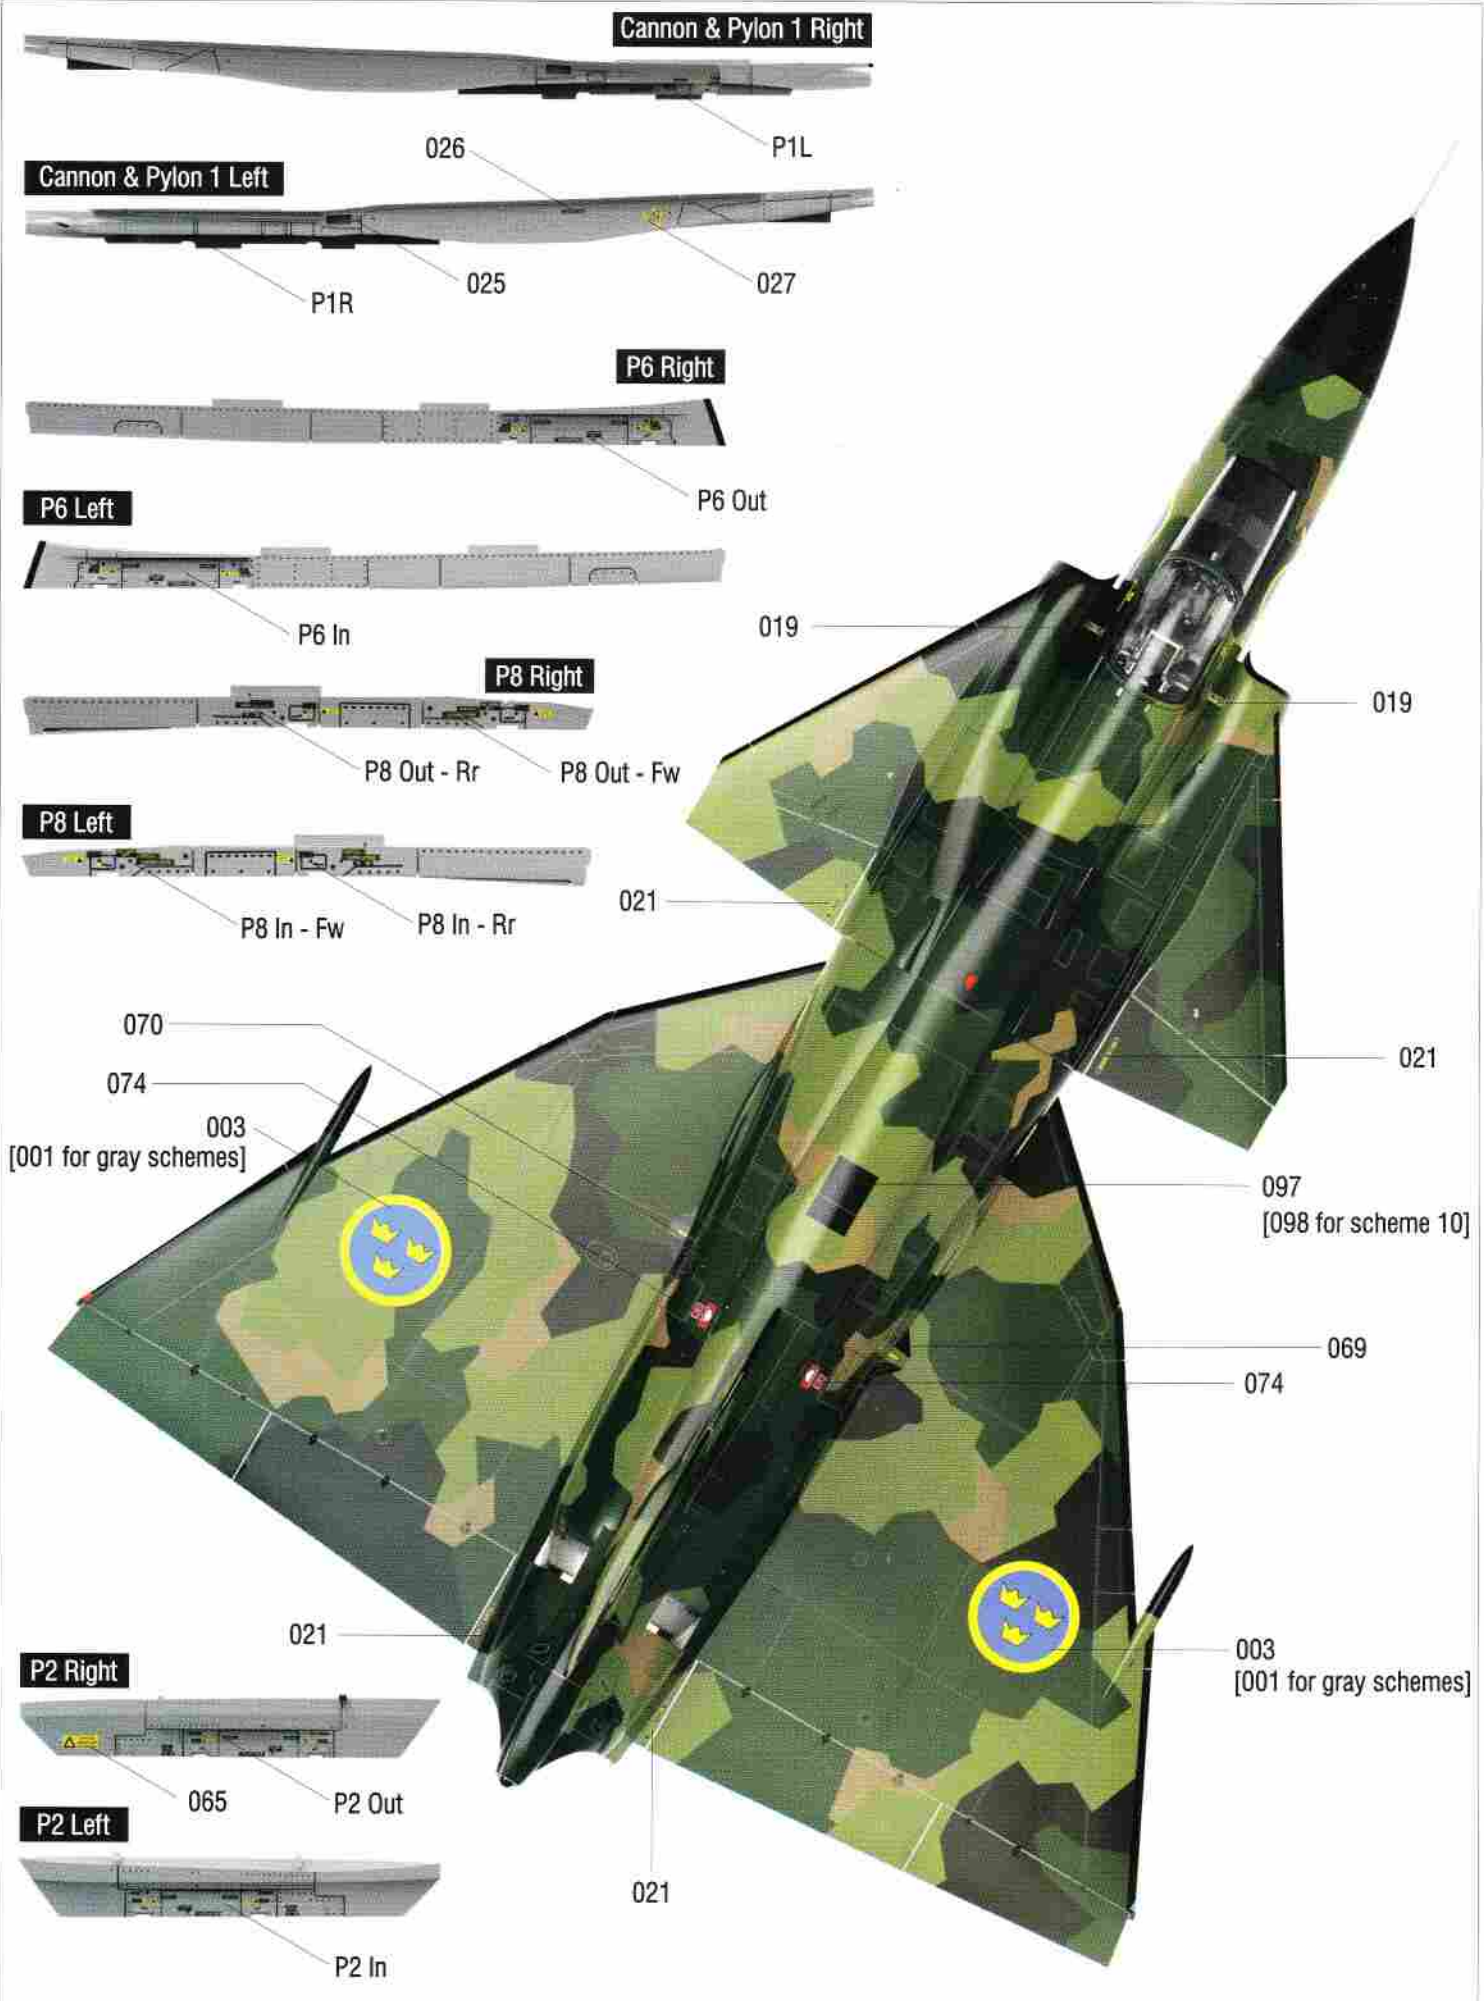 Cannon & Pylon 1 Right
P1L
026
Cannon & Pylon 1 Left
025
027
P1R
P6 Right
P6 Out
P6 Left
P6 In
019
P8 Right
019
P8 Out - Rr
P8 Out - Fw
P8 Left
021
P8 In - Fw
P8 In - Rr
070
021
074
003
[001 for gray schemes]
097
[098 for scheme 10]
069
074
021
003
[001 for gray schemes]
P2 Right
065
P2 Out
P2 Left
021
P2 In